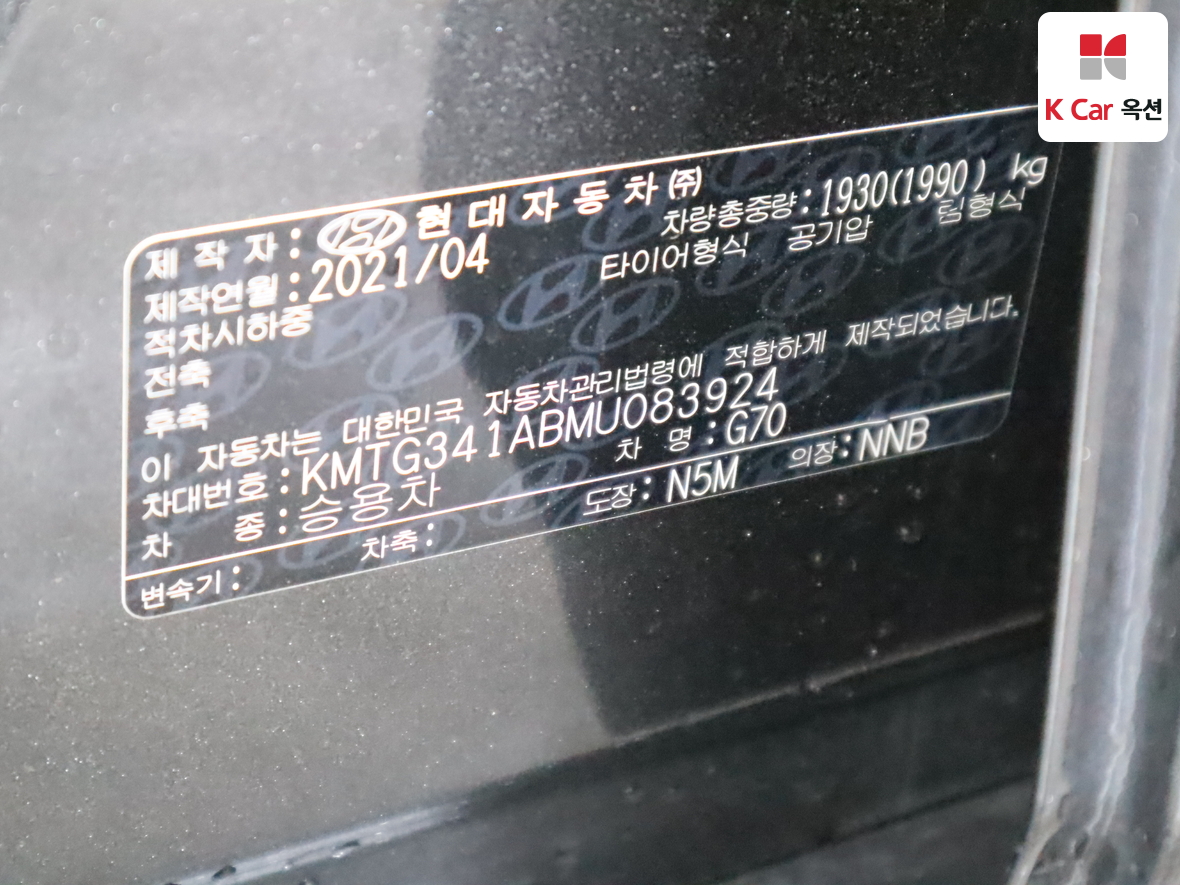 K Car 옥션
제 작 자 : 현 대 자 동 차 ㈜
제작연월 : 2021/04 차량총중량 : 1930(1990) kg
적차시하중 타이어형식 공기압 림형식
전축
후축
이 자동차는 대한민국 자동차관리법령에 적합하게 제작되었습니다.
차대번호 : KMTG341ABMU083924
차 종 : 승용차 차 명 : G70
변속기 : 차축 : 도장 : N5M 의장 : NNB